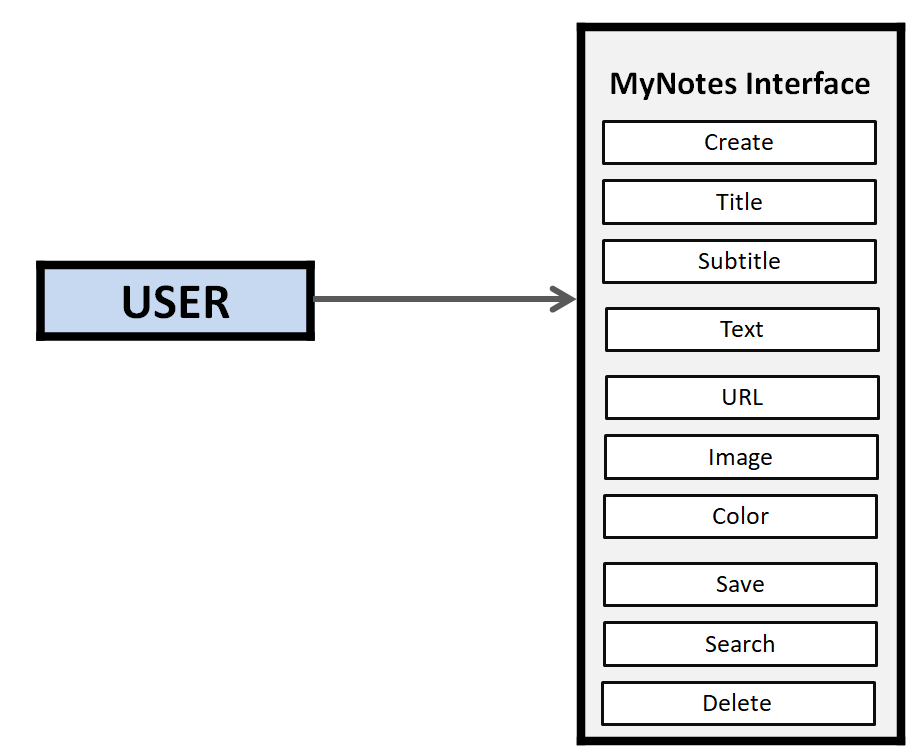 MyNotes Interface
Create
Title
Subtitle
USER
Text
URL
Image
Color
Save
Search
Delete